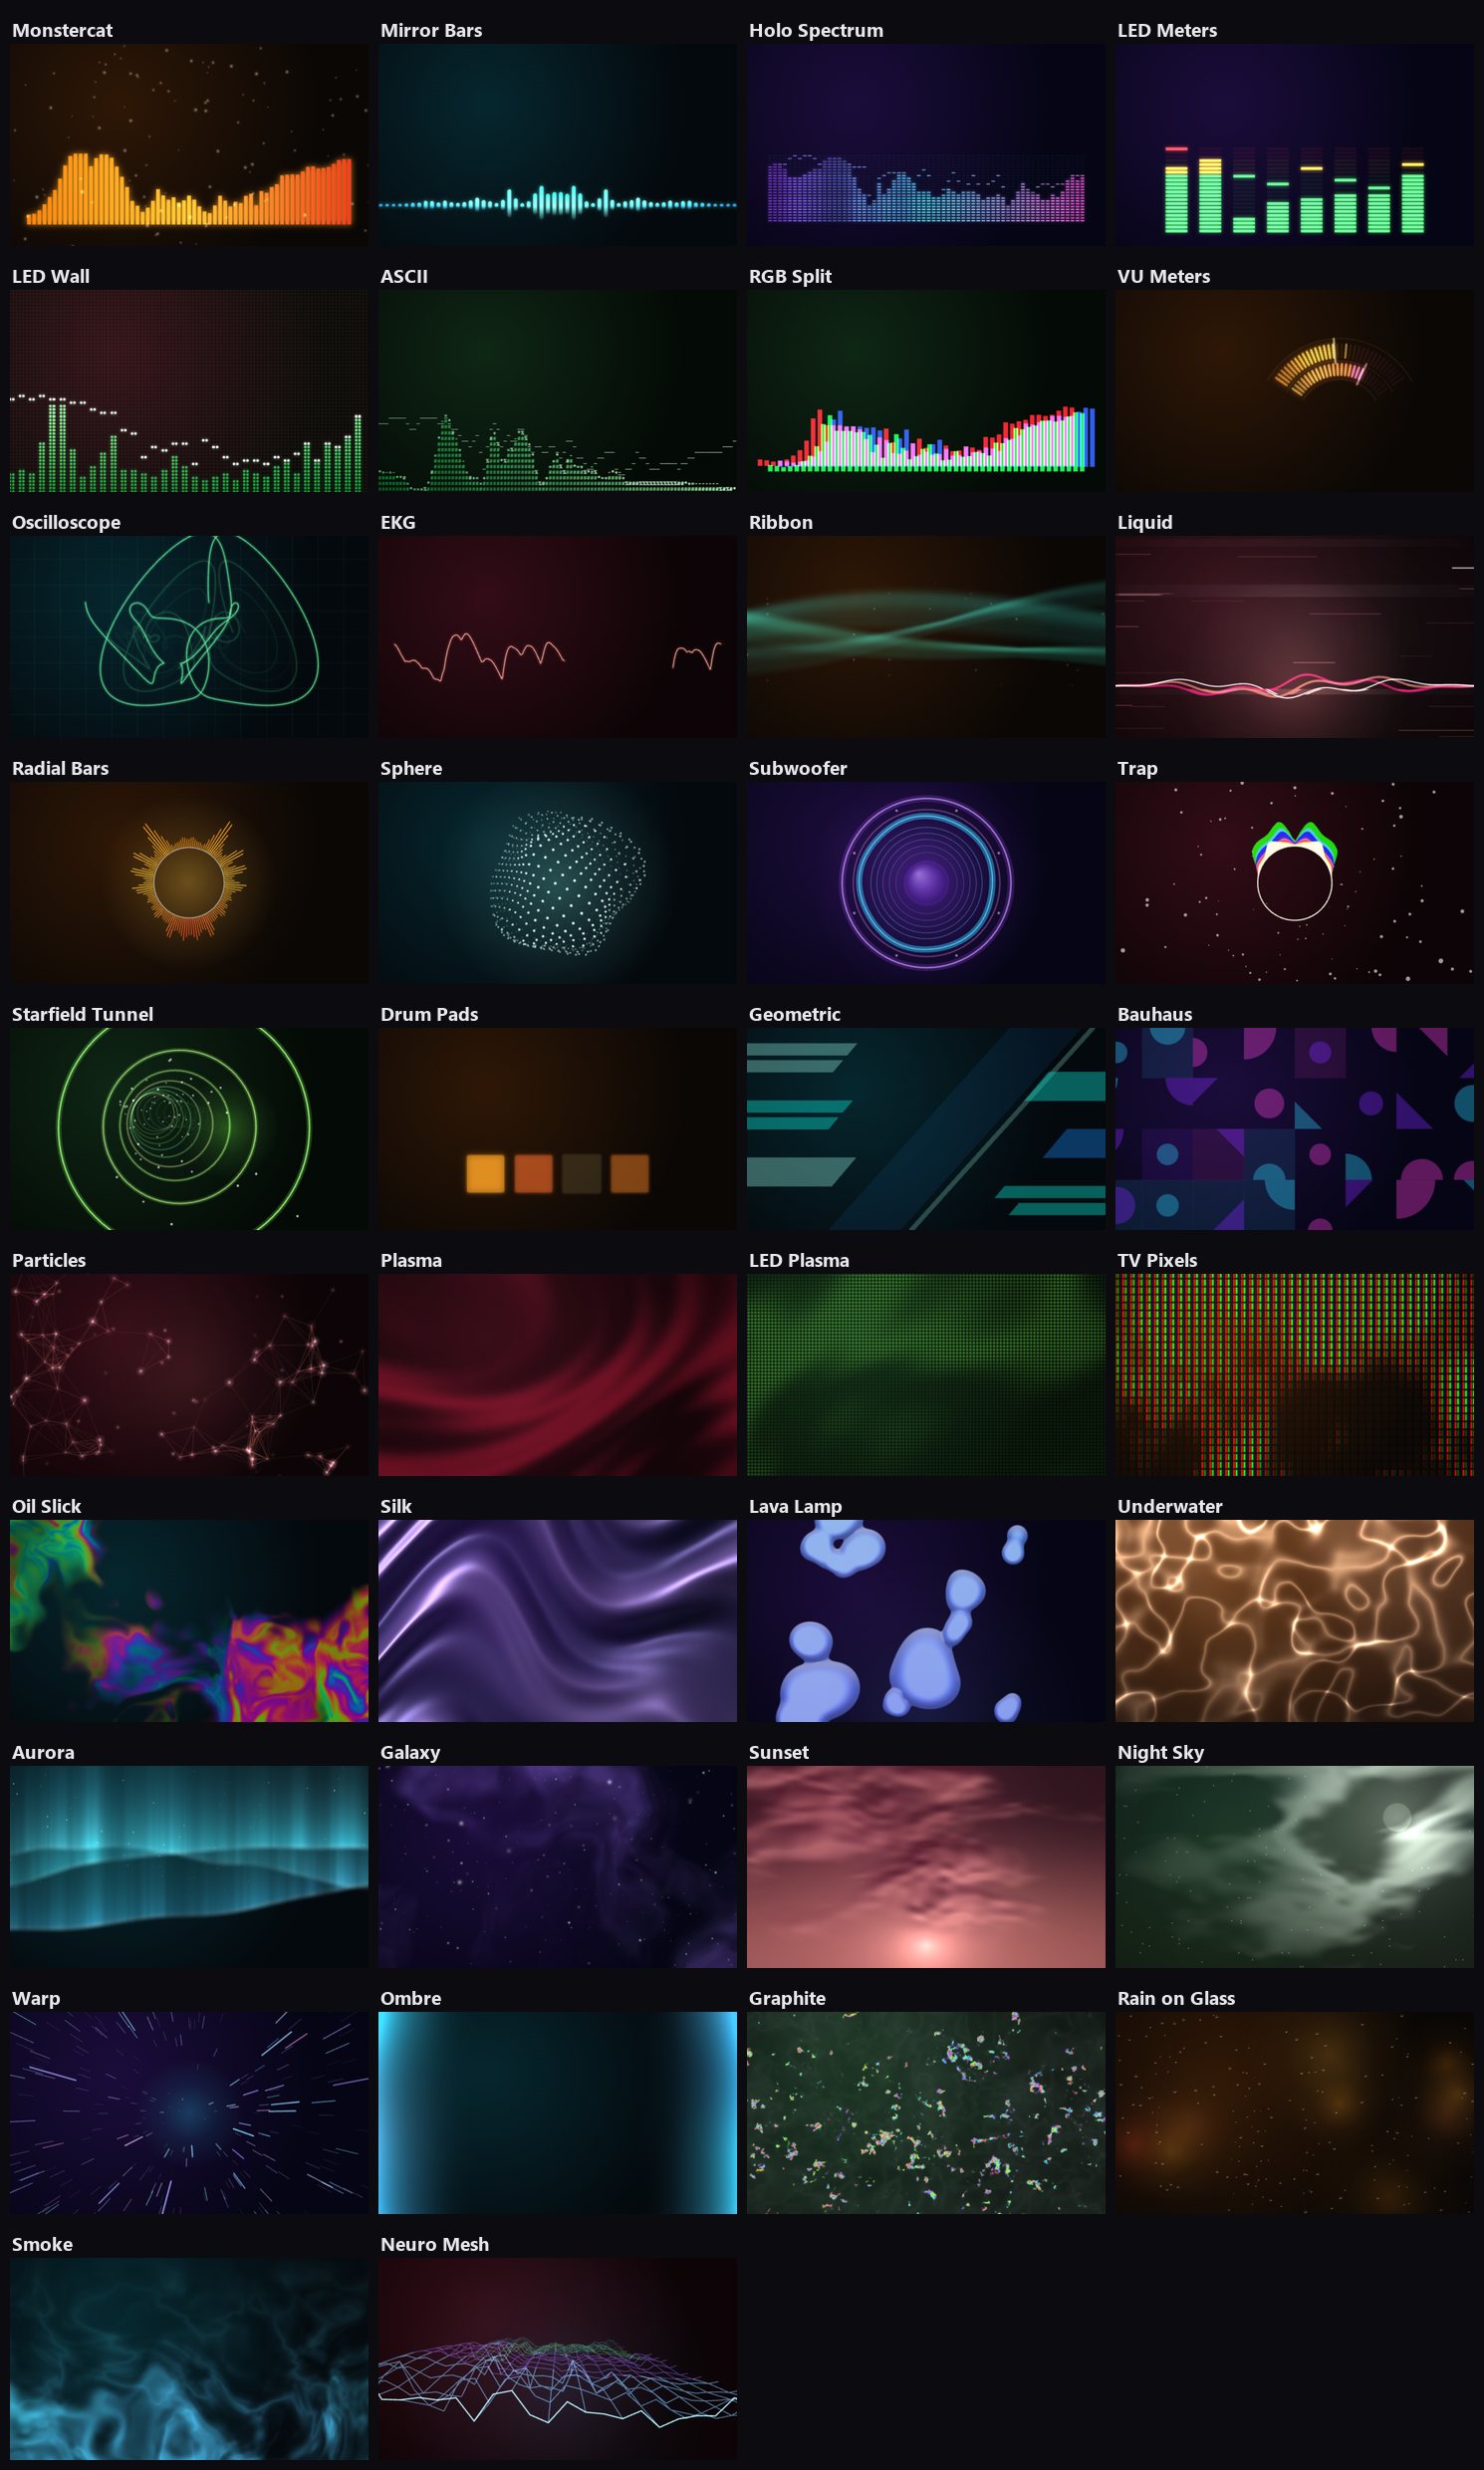 Monstercat
Mirror Bars
Holo Spectrum
LED Meters
LED Wall
ASCII
RGB Split
VU Meters
Oscilloscope
EKG
Ribbon
Liquid
Radial Bars
Sphere
Subwoofer
Trap
Starfield Tunnel
Drum Pads
Geometric
Bauhaus
Particles
Plasma
LED Plasma
TV Pixels
Oil Slick
Silk
Lava Lamp
Underwater
Aurora
Galaxy
Sunset
Night Sky
Warp
Ombre
Graphite
Rain on Glass
Smoke
Neuro Mesh